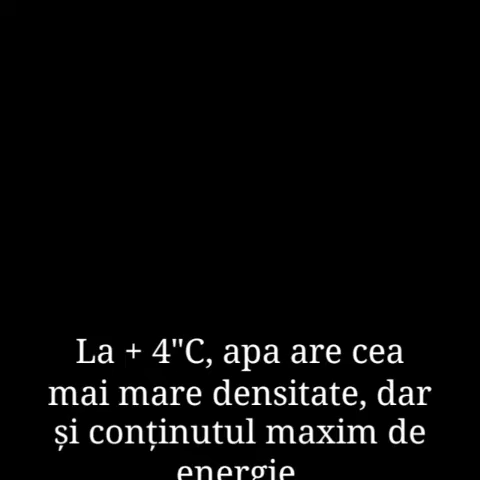 La + 4"C, apa are cea
mai mare densitate, dar
și conținutul maxim de
energie